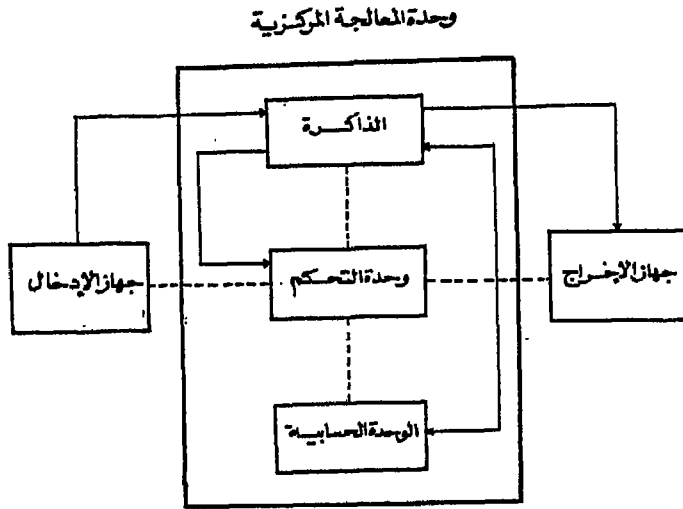 وحدة المعالجة المركزية
الذاكرة
جهاز الإدخال
وحدة التحكم
جهاز الإخراج
الوحدة الحسابية